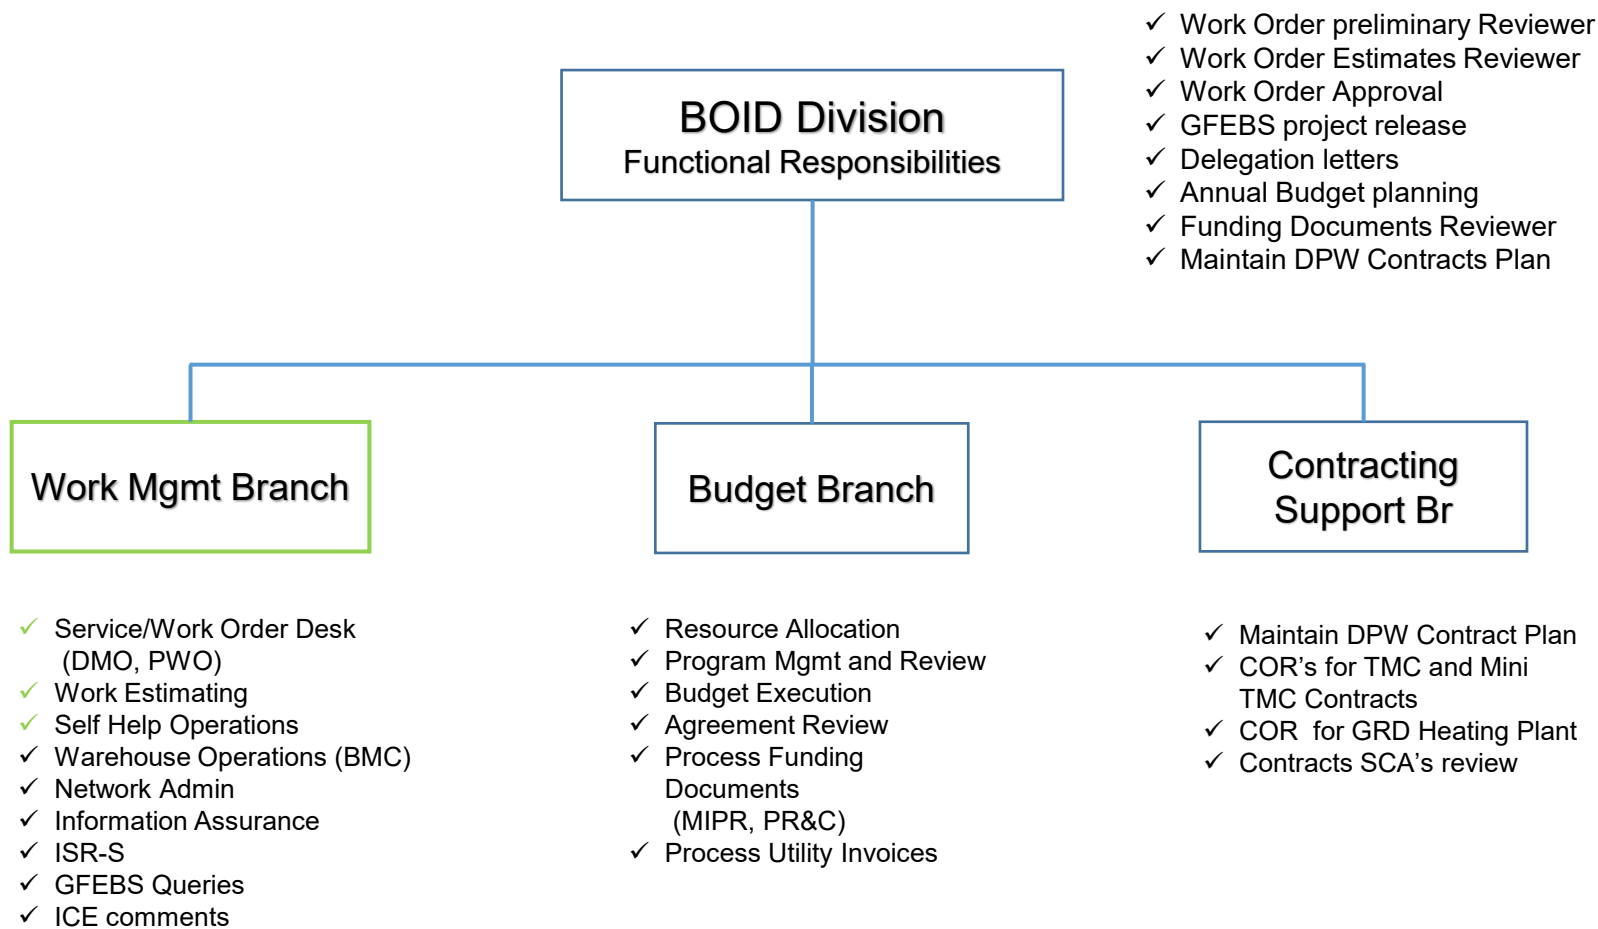 BOID Division
Functional Responsibilities
✓ Work Order preliminary Reviewer
✓ Work Order Estimates Reviewer
✓ Work Order Approval
✓ GFEBS project release
✓ Delegation letters
✓ Annual Budget planning
✓ Funding Documents Reviewer
✓ Maintain DPW Contracts Plan
Work Mgmt Branch
✓ Service/Work Order Desk
(DMO, PWO)
✓ Work Estimating
✓ Self Help Operations
✓ Warehouse Operations (BMC)
✓ Network Admin
✓ Information Assurance
✓ ISR-S
✓ GFEBS Queries
✓ ICE comments
Budget Branch
✓ Resource Allocation
✓ Program Mgmt and Review
✓ Budget Execution
✓ Agreement Review
✓ Process Funding
Documents
(MIPR, PR&C)
✓ Process Utility Invoices
Contracting
Support Br
✓ Maintain DPW Contract Plan
✓ COR's for TMC and Mini
TMC Contracts
✓ COR for GRD Heating Plant
✓ Contracts SCA's review